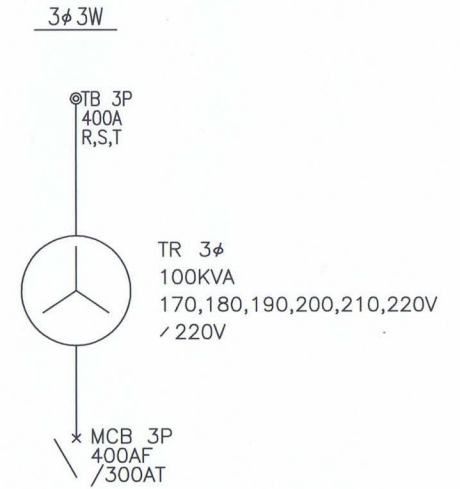 3φ3W
TB 3P
400A
R,S,T
TR 3φ
100KVA
170,180,190,200,210,220V
/220V
MCB 3P
400AF
/300AT